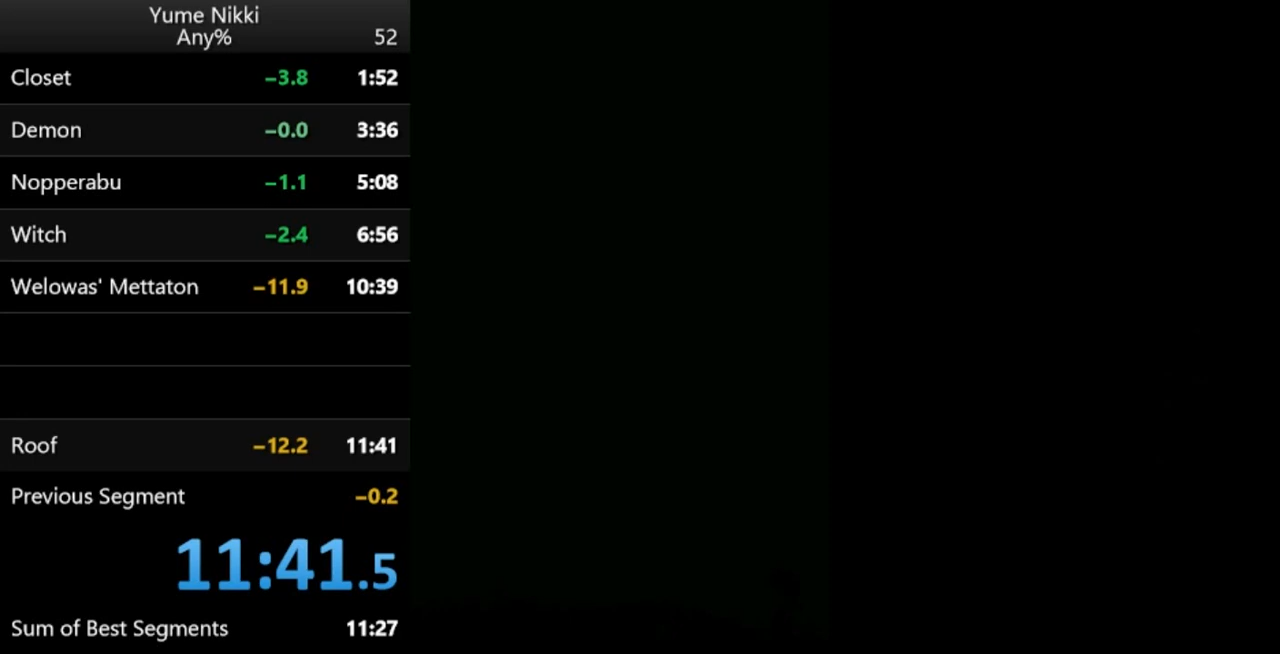 Yume Nikki
Any% 52
Closet −3.8 1:52
Demon −0.0 3:36
Nopperabu −1.1 5:08
Witch −2.4 6:56
Welowas' Mettaton −11.9 10:39
Roof −12.2 11:41
Previous Segment −0.2
11:41.5
Sum of Best Segments 11:27